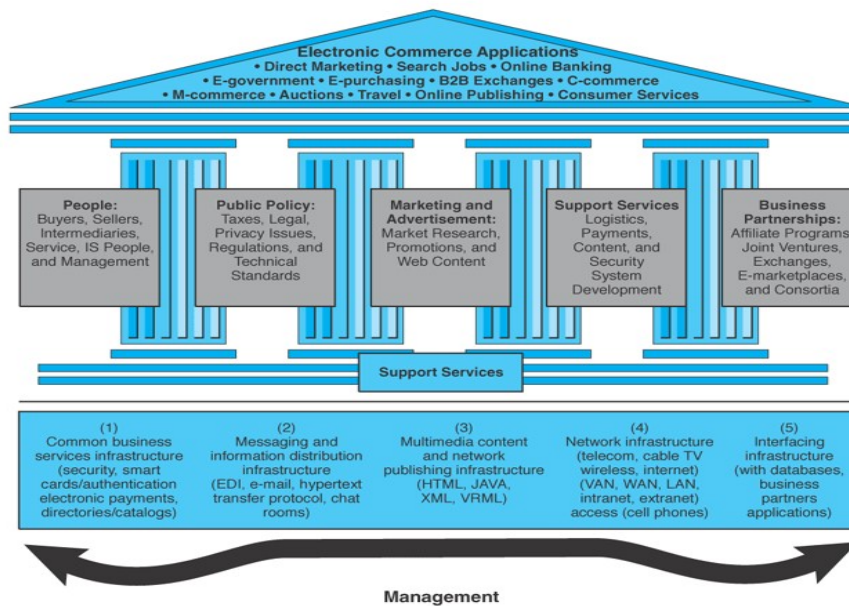 Electronic Commerce Applications
• Direct Marketing • Search Jobs • Online Banking
• E-government • E-purchasing • B2B Exchanges • C-commerce
• M-commerce • Auctions • Travel • Online Publishing • Consumer Services
People:
Buyers, Sellers,
Intermediaries,
Service, IS People,
and Management
Public Policy:
Taxes, Legal,
Privacy Issues,
Regulations, and
Technical
Standards
Marketing and
Advertisement:
Market Research,
Promotions, and
Web Content
Support Services
Logistics,
Payments,
Content, and
Security
System
Development
Business
Partnerships:
Affiliate Programs,
Joint Ventures,
Exchanges,
E-marketplaces,
and Consortia
Support Services
(1)
Common business
services infrastructure
(security, smart
cards/authentication
electronic payments,
directories/catalogs)
(2)
Messaging and
information distribution
infrastructure
(EDI, e-mail, hypertext
transfer protocol, chat
rooms)
(3)
Multimedia content
and network
publishing infrastructure
(HTML, JAVA,
XML, VRML)
(4)
Network infrastructure
(telecom, cable TV
wireless, internet)
(VAN, WAN, LAN,
intranet, extranet)
access (cell phones)
(5)
Interfacing
infrastructure
(with databases,
business
partners
applications)
Management